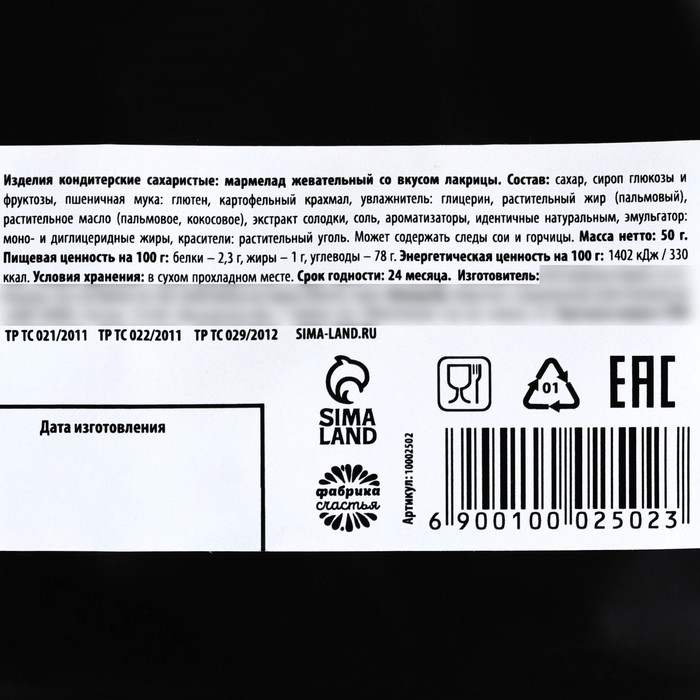 Изделия кондитерские сахаристые: мармелад жевательный со вкусом лакрицы. Состав: сахар, сироп глюкозы и
фруктозы, пшеничная мука: глютен, картофельный крахмал, увлажнитель: глицерин, растительный жир (пальмовый),
растительное масло (пальмовое, кокосовое), экстракт солодки, соль, ароматизаторы, идентичные натуральным, эмульгатор:
моно- и диглицеридные жиры, красители: растительный уголь. Может содержать следы сои и горчицы. Масса нетто: 50 г.
Пищевая ценность на 100 г: белки – 2,3 г, жиры – 1 г, углеводы – 78 г. Энергетическая ценность на 100 г: 1402 кДж / 330
ккал. Условия хранения: в сухом прохладном месте. Срок годности: 24 месяца. Изготовитель:
ТР ТС 021/2011 ТР ТС 022/2011 ТР ТС 029/2012 SIMA-LAND.RU
Дата изготовления
SIMA
LAND
фабрика
счастья
Артикул: 10002502
01
EAC
6 900100 025023